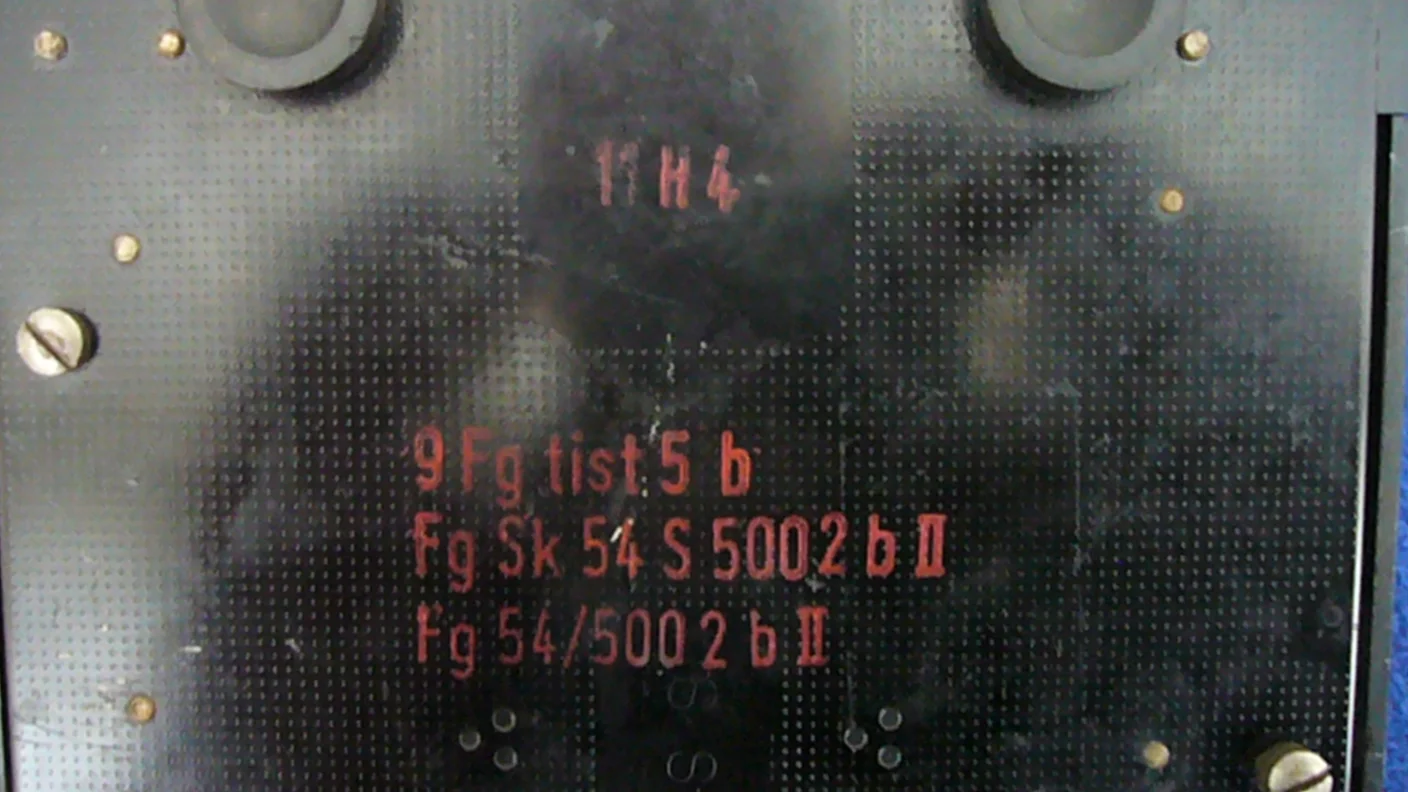 11 H 4
9 Fg tist 5 b
Fg Sk 54 S 5002 b II
Fg 54/5002 b II
S
S